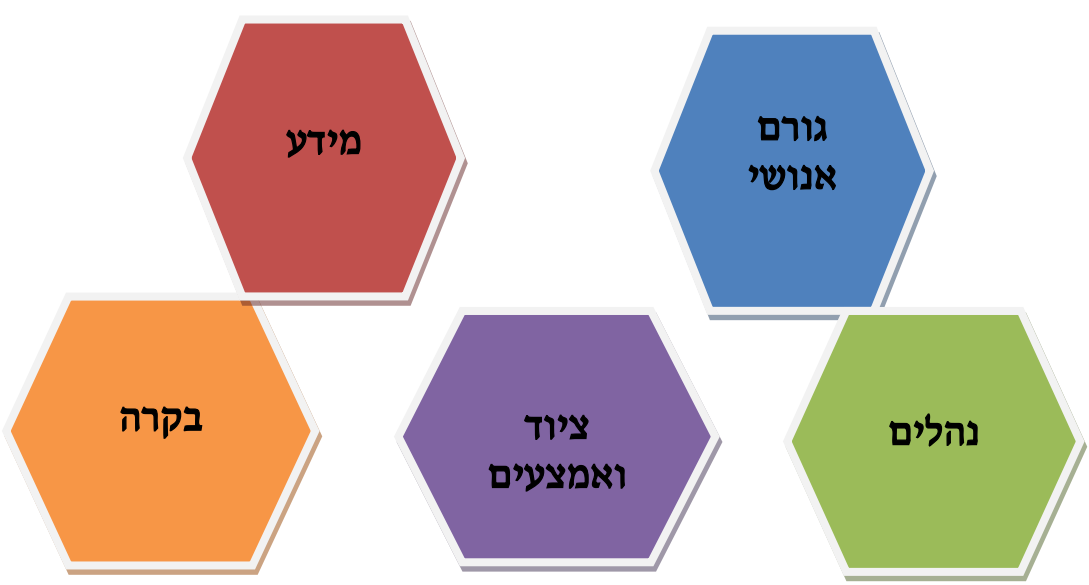 גורם
אנושי
מידע
נהלים
ציוד
ואמצעים
בקרה